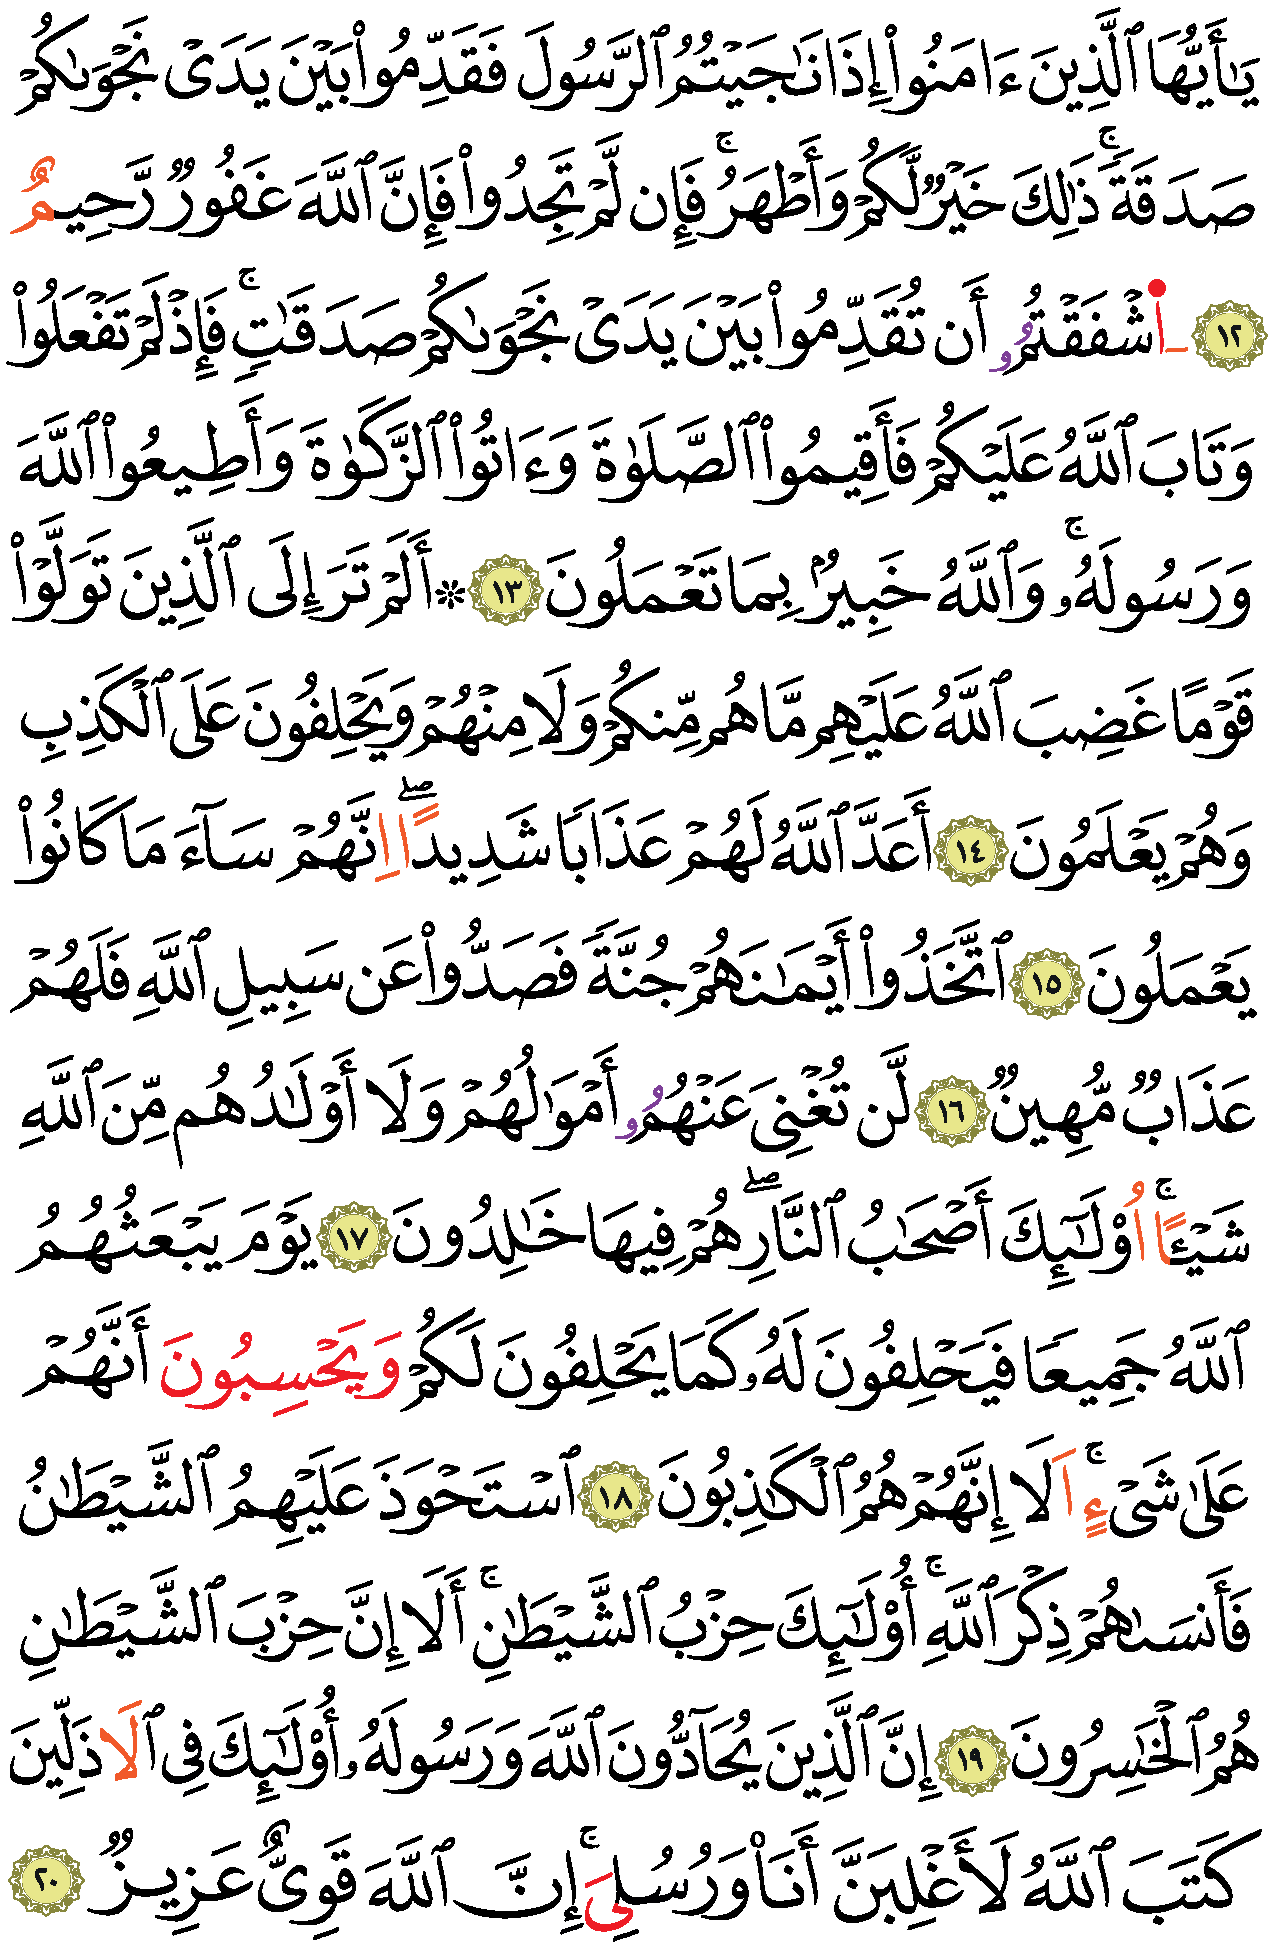 يَٰٓأَيُّهَا ٱلَّذِينَ ءَامَنُوٓاْ إِذَا نَٰجَيْتُمُ ٱلرَّسُولَ فَقَدِّمُواْ بَيْنَ يَدَىْ نَجْوَىٰكُمْ
صَدَقَةً ۚ ذَٰلِكَ خَيْرٌ لَّكُمْ وَأَطْهَرُ ۚ فَإِن لَّمْ تَجِدُواْ فَإِنَّ ٱللَّهَ غَفُورٌ رَّحِيمٌ
١٢ ءَا۬شْفَقْتُمُۥ أَن تُقَدِّمُواْ بَيْنَ يَدَىْ نَجْوَىٰكُمْ صَدَقَٰتٍ ۚ فَإِذْ لَمْ تَفْعَلُواْ
وَتَابَ ٱللَّهُ عَلَيْكُمْ فَأَقِيمُواْ ٱلصَّلَوٰةَ وَءَاتُواْ ٱلزَّكَوٰةَ وَأَطِيعُواْ ٱللَّهَ
وَرَسُولَهُۥ ۚ وَٱللَّهُ خَبِيرٌۢ بِمَا تَعْمَلُونَ ١٣ ۞ أَلَمْ تَرَ إِلَى ٱلَّذِينَ تَوَلَّوْاْ
قَوْمًا غَضِبَ ٱللَّهُ عَلَيْهِم مَّا هُم مِّنكُمْ وَلَا مِنْهُمْ وَيَحْلِفُونَ عَلَى ٱلْكَذِبِ
وَهُمْ يَعْلَمُونَ ١٤ أَعَدَّ ٱللَّهُ لَهُمْ عَذَابًا شَدِيدًا ۖ اِنَّهُمْ سَآءَ مَا كَانُواْ
يَعْمَلُونَ ١٥ ٱتَّخَذُوٓاْ أَيْمَٰنَهُمْ جُنَّةً فَصَدُّواْ عَن سَبِيلِ ٱللَّهِ فَلَهُمْ
عَذَابٌ مُّهِينٌ ١٦ لَّن تُغْنِىَ عَنْهُمُۥ أَمْوَٰلُهُمْ وَلَا أَوْلَٰدُهُم مِّنَ ٱللَّهِ
شَيْـًٔا ۚ اُوْلَٰٓئِكَ أَصْحَٰبُ ٱلنَّارِ ۖ هُمْ فِيهَا خَٰلِدُونَ ١٧ يَوْمَ يَبْعَثُهُمُ
ٱللَّهُ جَمِيعًا فَيَحْلِفُونَ لَهُۥ كَمَا يَحْلِفُونَ لَكُمْ وَيَحْسِبُونَ أَنَّهُمْ
عَلَىٰ شَىْءٍ ۚ اَلَا إِنَّهُمْ هُمُ ٱلْكَٰذِبُونَ ١٨ ٱسْتَحْوَذَ عَلَيْهِمُ ٱلشَّيْطَٰنُ
فَأَنسَىٰهُمْ ذِكْرَ ٱللَّهِ ۚ أُوْلَٰٓئِكَ حِزْبُ ٱلشَّيْطَٰنِ ۚ أَلَا إِنَّ حِزْبَ ٱلشَّيْطَٰنِ
هُمُ ٱلْخَٰسِرُونَ ١٩ إِنَّ ٱلَّذِينَ يُحَآدُّونَ ٱللَّهَ وَرَسُولَهُۥ أُوْلَٰٓئِكَ فِى ٱلَاذَلِّينَ
كَتَبَ ٱللَّهُ لَأَغْلِبَنَّ أَنَا۠ وَرُسُلِىَ ۚ إِنَّ ٱللَّهَ قَوِىٌّ عَزِيزٌ ٢٠